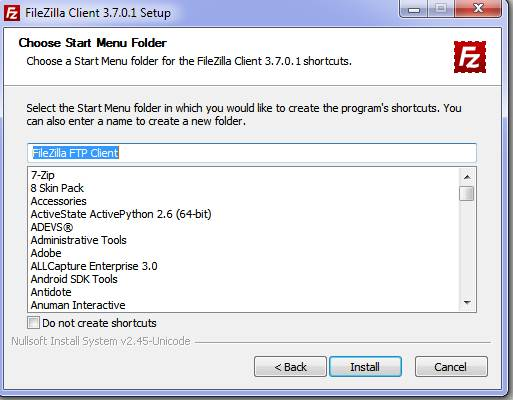 FileZilla Client 3.7.0.1 Setup
Choose Start Menu Folder
Choose a Start Menu folder for the FileZilla Client 3.7.0.1 shortcuts.
Fz
Select the Start Menu folder in which you would like to create the program's shortcuts. You
can also enter a name to create a new folder.
FileZilla FTP Client
7-Zip
8 Skin Pack
Accessories
ActiveState ActivePython 2.6 (64-bit)
ADEVS®
Administrative Tools
Adobe
ALLCapture Enterprise 3.0
Android SDK Tools
Antidote
Anuman Interactive
Do not create shortcuts
Nullsoft Install System v2.45-Unicode
< Back
Install
Cancel